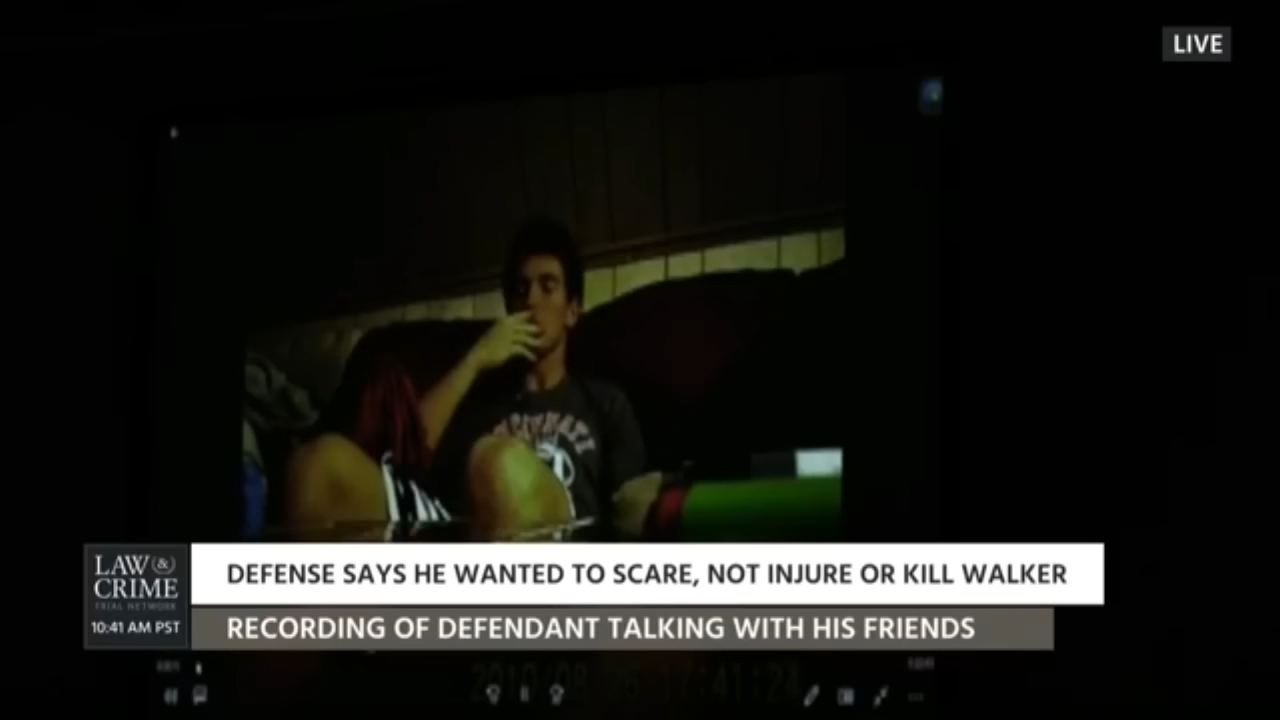 LIVE
DEFENSE SAYS HE WANTED TO SCARE, NOT INJURE OR KILL WALKER
LAW &
CRIME
TRIAL NETWORK
10:41 AM PST
RECORDING OF DEFENDANT TALKING WITH HIS FRIENDS